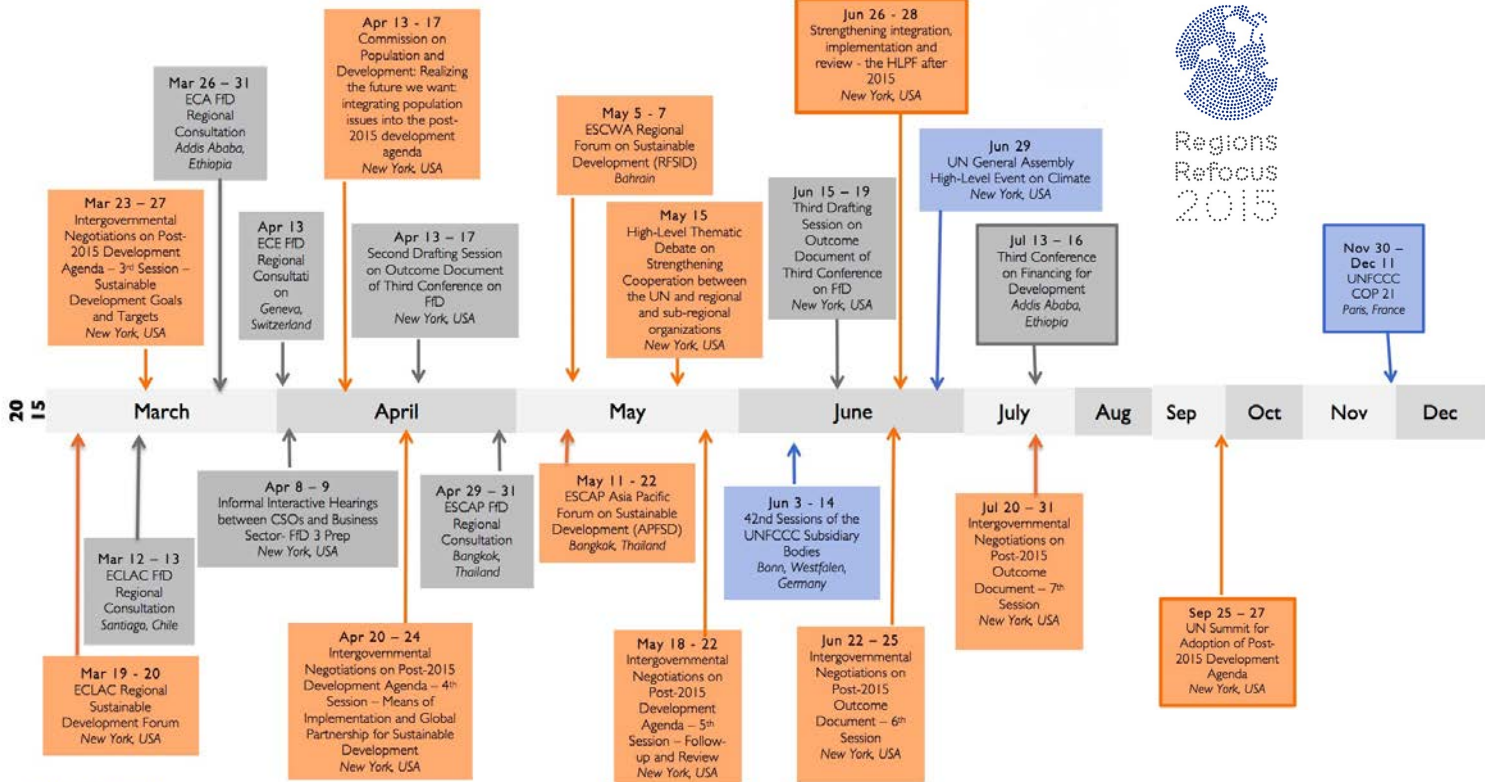 Mar 23 – 27
Intergovernmental
Negotiations on Post-
2015 Development
Agenda – 3rd Session –
Sustainable
Development Goals
and Targets
New York, USA
Mar 26 – 31
ECA FfD
Regional
Consultation
Addis Ababa,
Ethiopia
Apr 13
ECE FfD
Regional
Consultati
on
Geneva,
Switzerland
Apr 13 - 17
Commission on
Population and
Development: Realizing
the future we want:
integrating population
issues into the post-
2015 development
agenda
New York, USA
Apr 13 – 17
Second Drafting Session
on Outcome Document
of Third Conference on
FfD
New York, USA
May 5 - 7
ESCWA Regional
Forum on Sustainable
Development (RFSID)
Bahrain
May 15
High-Level Thematic
Debate on
Strengthening
Cooperation between
the UN and regional
and sub-regional
organizations
New York, USA
Jun 15 – 19
Third Drafting
Session on
Outcome
Document of
Third Conference
on FfD
New York, USA
Jun 26 - 28
Strengthening integration,
implementation and
review - the HLPF after
2015
New York, USA
Jun 29
UN General Assembly
High-Level Event on Climate
New York, USA
Jul 13 – 16
Third Conference
on Financing for
Development
Addis Ababa,
Ethiopia
Regions
Refocus
2015
Nov 30 –
Dec 11
UNFCCC
COP 21
Paris, France
20
15
March
April
May
June
July
Aug
Sep
Oct
Nov
Dec
Mar 19 - 20
ECLAC Regional
Sustainable
Development Forum
New York, USA
Mar 12 – 13
ECLAC FfD
Regional
Consultation
Santiago, Chile
Apr 8 – 9
Informal Interactive Hearings
between CSOs and Business
Sector- FfD 3 Prep
New York, USA
Apr 20 – 24
Intergovernmental
Negotiations on Post-2015
Development Agenda – 4th
Session – Means of
Implementation and Global
Partnership for Sustainable
Development
New York, USA
Apr 29 – 31
ESCAP FfD
Regional
Consultation
Bangkok,
Thailand
May 11 - 22
ESCAP Asia Pacific
Forum on Sustainable
Development (APFSD)
Bangkok, Thailand
May 18 - 22
Intergovernmental
Negotiations on
Post-2015
Development
Agenda – 5th
Session – Follow-
up and Review
New York, USA
Jun 3 - 14
42nd Sessions of the
UNFCCC Subsidiary
Bodies
Bonn, Westfalen,
Germany
Jun 22 – 25
Intergovernmental
Negotiations on
Post-2015
Outcome
Document – 6th
Session
New York, USA
Jul 20 – 31
Intergovernmental
Negotiations on
Post-2015
Outcome
Document – 7th
Session
New York, USA
Sep 25 – 27
UN Summit for
Adoption of Post-
2015 Development
Agenda
New York, USA